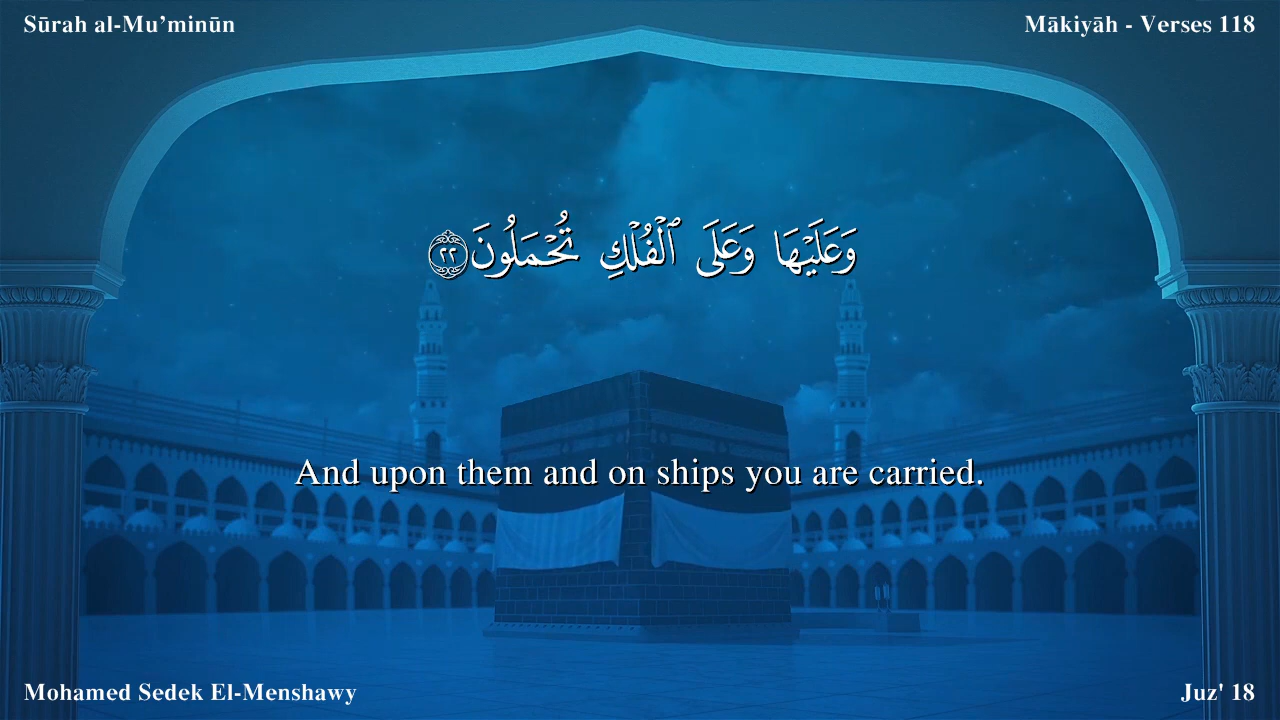 Sūrah al-Mu’minūn
Mākiyāh - Verses 118
وَعَلَيْهَا وَعَلَى ٱلْفُلْكِ تُحْمَلُونَ ٢٢
And upon them and on ships you are carried.
Mohamed Sedek El-Menshawy
Juz' 18